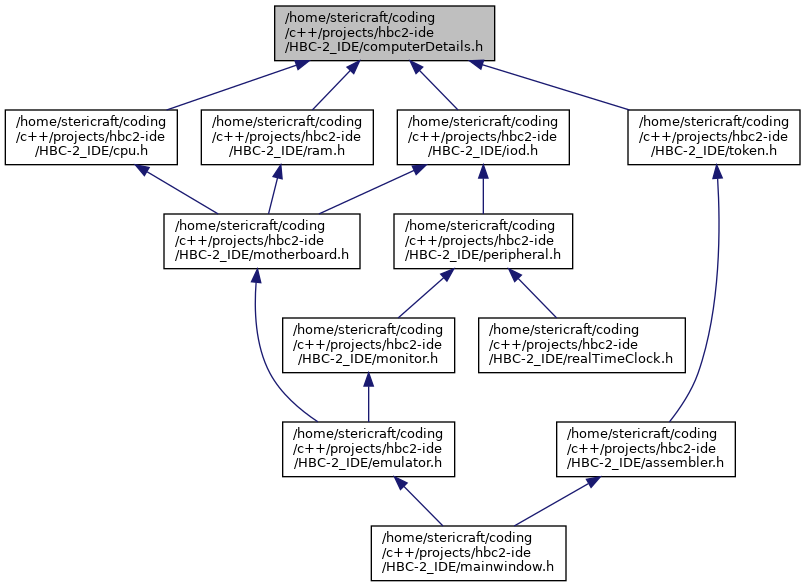 /home/stericraft/coding
/c++/projects/hbc2-ide
/HBC-2_IDE/computerDetails.h
/home/stericraft/coding
/c++/projects/hbc2-ide
/HBC-2_IDE/cpu.h
/home/stericraft/coding
/c++/projects/hbc2-ide
/HBC-2_IDE/ram.h
/home/stericraft/coding
/c++/projects/hbc2-ide
/HBC-2_IDE/iod.h
/home/stericraft/coding
/c++/projects/hbc2-ide
/HBC-2_IDE/token.h
/home/stericraft/coding
/c++/projects/hbc2-ide
/HBC-2_IDE/motherboard.h
/home/stericraft/coding
/c++/projects/hbc2-ide
/HBC-2_IDE/peripheral.h
/home/stericraft/coding
/c++/projects/hbc2-ide
/HBC-2_IDE/monitor.h
/home/stericraft/coding
/c++/projects/hbc2-ide
/HBC-2_IDE/realTimeClock.h
/home/stericraft/coding
/c++/projects/hbc2-ide
/HBC-2_IDE/emulator.h
/home/stericraft/coding
/c++/projects/hbc2-ide
/HBC-2_IDE/assembler.h
/home/stericraft/coding
/c++/projects/hbc2-ide
/HBC-2_IDE/mainwindow.h